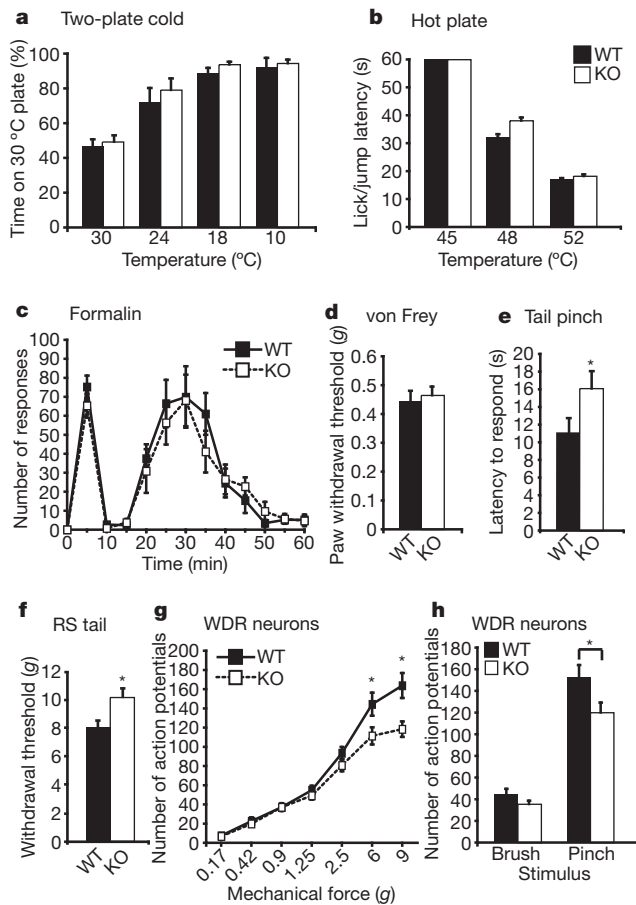 a Two-plate cold
Time on 30 °C plate (%)
100
80
60
40
20
0
30 24 18 10
Temperature (°C)
b Hot plate
WT
KO
Lick/jump latency (s)
60
50
40
30
20
10
0
45 48 52
Temperature (°C)
c Formalin
WT
KO
Number of responses
100
90
80
70
60
50
40
30
20
10
0
0 10 20 30 40 50 60
Time (min)
d von Frey
Paw withdrawal threshold (g)
0.6
0.5
0.4
0.3
0.2
0.1
0
WT
KO
e Tail pinch
Latency to respond (s)
20
18
16
14
12
10
8
6
4
2
0
*
WT
KO
f RS tail
Withdrawal threshold (g)
12
10
8
6
4
2
0
*
WT
KO
g WDR neurons
WT
KO
Number of action potentials
200
180
160
140
120
100
80
60
40
20
0
* *
0.17 0.42 0.9 1.25 2.5 6 9
Mechanical force (g)
h WDR neurons
WT
KO
Number of action potentials
180
160
140
120
100
80
60
40
20
0
*
Brush Pinch
Stimulus